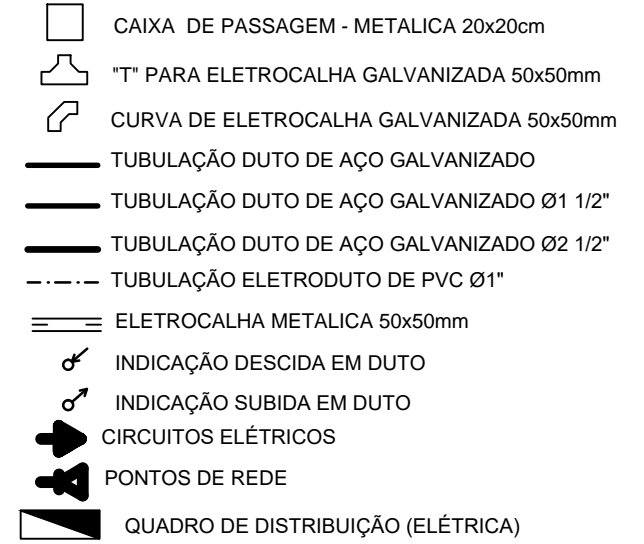 CAIXA DE PASSAGEM - METALICA 20x20cm
"T" PARA ELETROCALHA GALVANIZADA 50x50mm
CURVA DE ELETROCALHA GALVANIZADA 50x50mm
TUBULAÇÃO DUTO DE AÇO GALVANIZADO
TUBULAÇÃO DUTO DE AÇO GALVANIZADO Ø1 1/2"
TUBULAÇÃO DUTO DE AÇO GALVANIZADO Ø2 1/2"
TUBULAÇÃO ELETRODUTO DE PVC Ø1"
ELETROCALHA METALICA 50x50mm
INDICAÇÃO DESCIDA EM DUTO
INDICAÇÃO SUBIDA EM DUTO
CIRCUITOS ELÉTRICOS
PONTOS DE REDE
QUADRO DE DISTRIBUIÇÃO (ELÉTRICA)